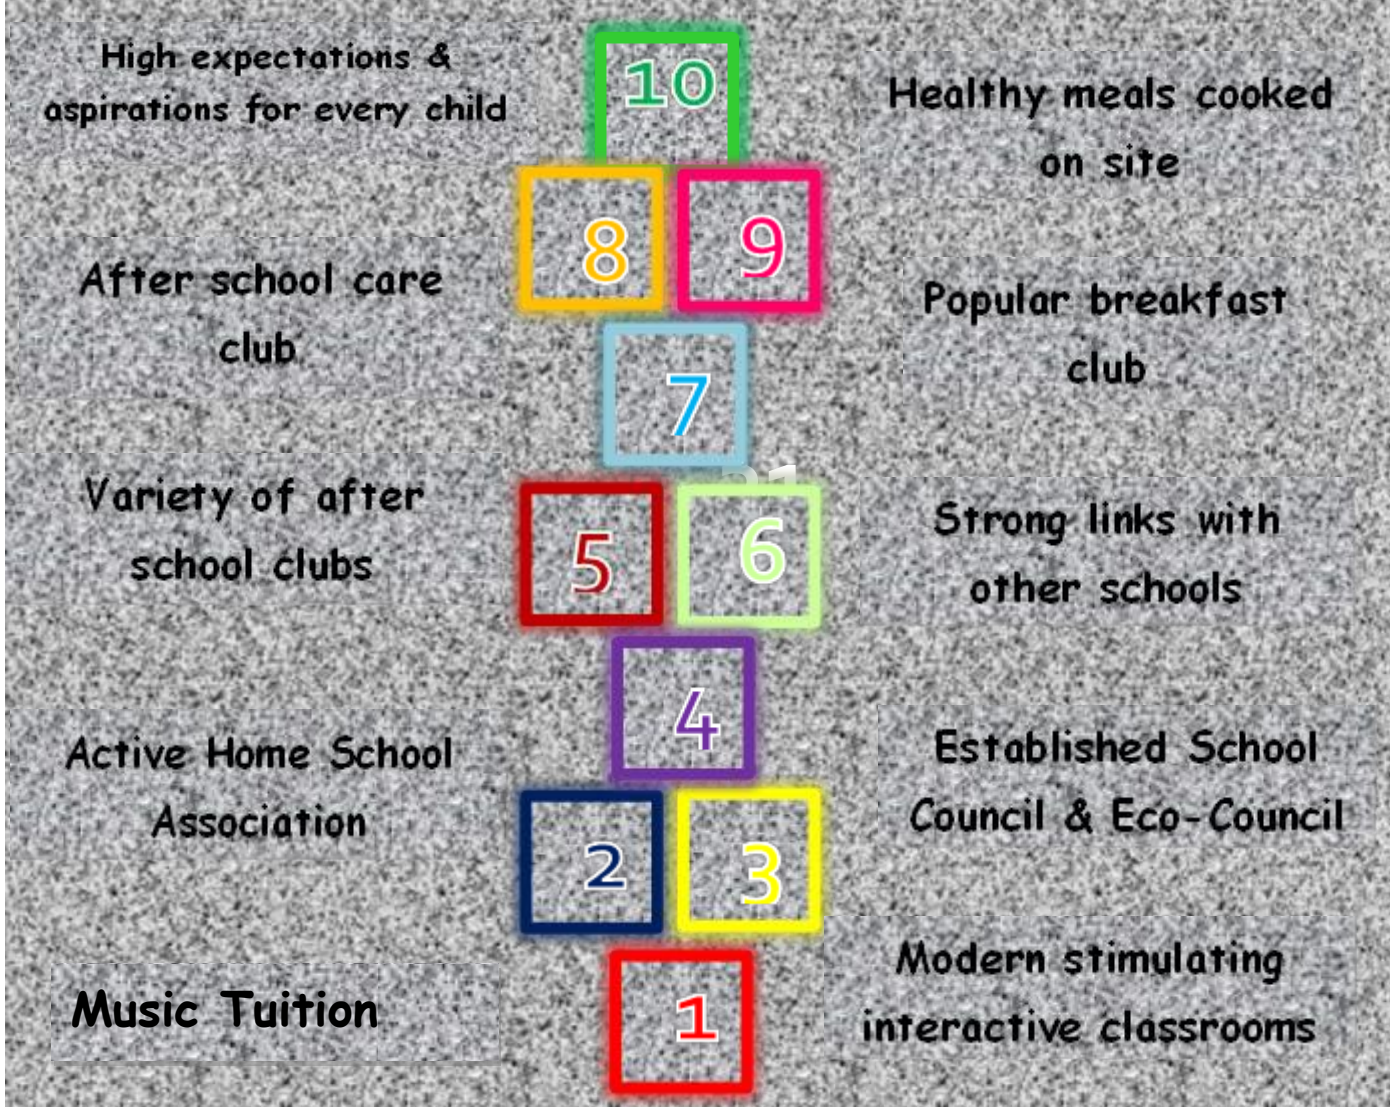 High expectations &
aspirations for every child
10
Healthy meals cooked
on site
8
9
After school care
club
Popular breakfast
club
7
Variety of after
school clubs
5
6
Strong links with
other schools
4
Active Home School
Association
Established School
Council & Eco-Council
2
3
Modern stimulating
interactive classrooms
Music Tuition
1